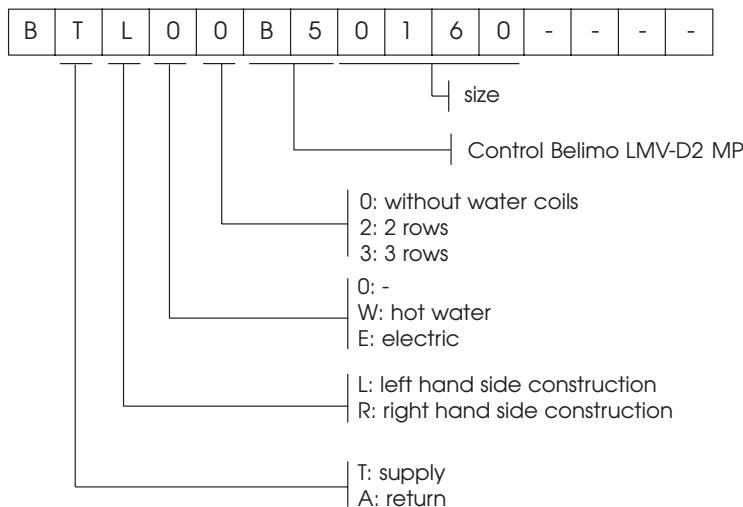 B T L 0 0 B 5 0 1 6 0 - - - -
size
Control Belimo LMV-D2 MP
0: without water coils
2: 2 rows
3: 3 rows
0: -
W: hot water
E: electric
L: left hand side construction
R: right hand side construction
T: supply
A: return